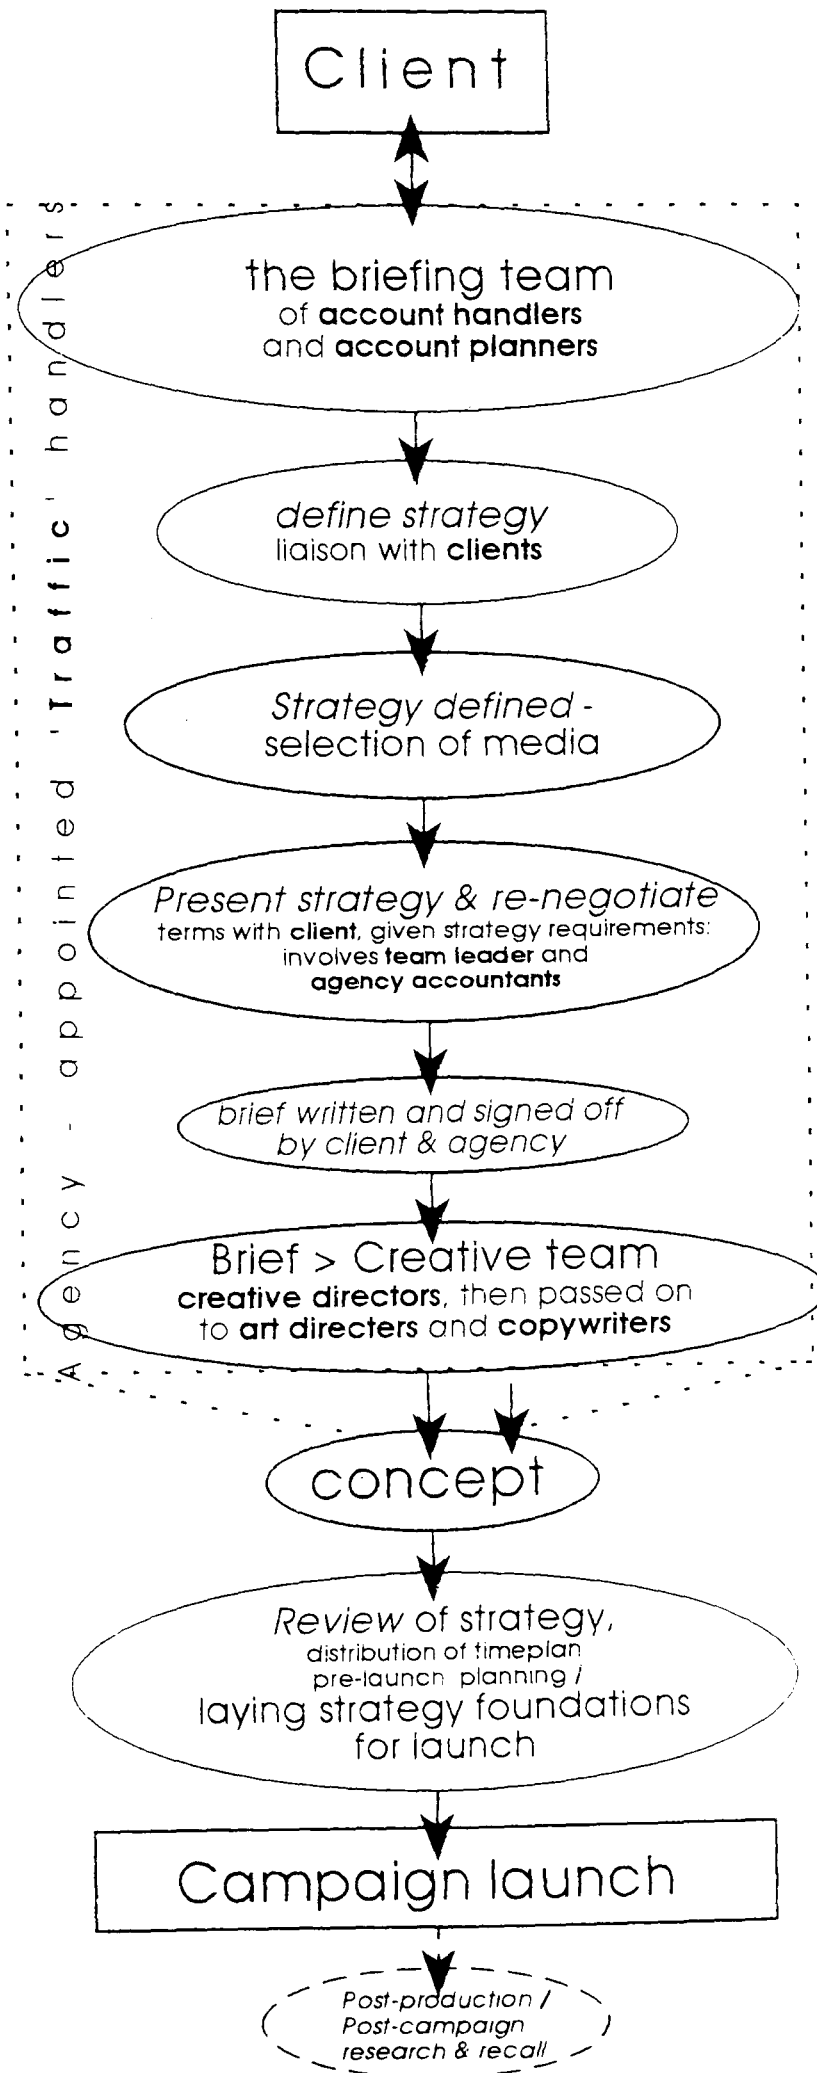 Client
Agency - appointed 'Traffic' handlers
the briefing team
of account handlers
and account planners
define strategy
liaison with clients
Strategy defined -
selection of media
Present strategy & re-negotiate
terms with client, given strategy requirements:
involves team leader and
agency accountants
brief written and signed off
by client & agency
Brief > Creative team
creative directors, then passed on
to art directers and copywriters
concept
Review of strategy,
distribution of timeplan
pre-launch planning /
laying strategy foundations
for launch
Campaign launch
Post-production /
Post-campaign
research & recall